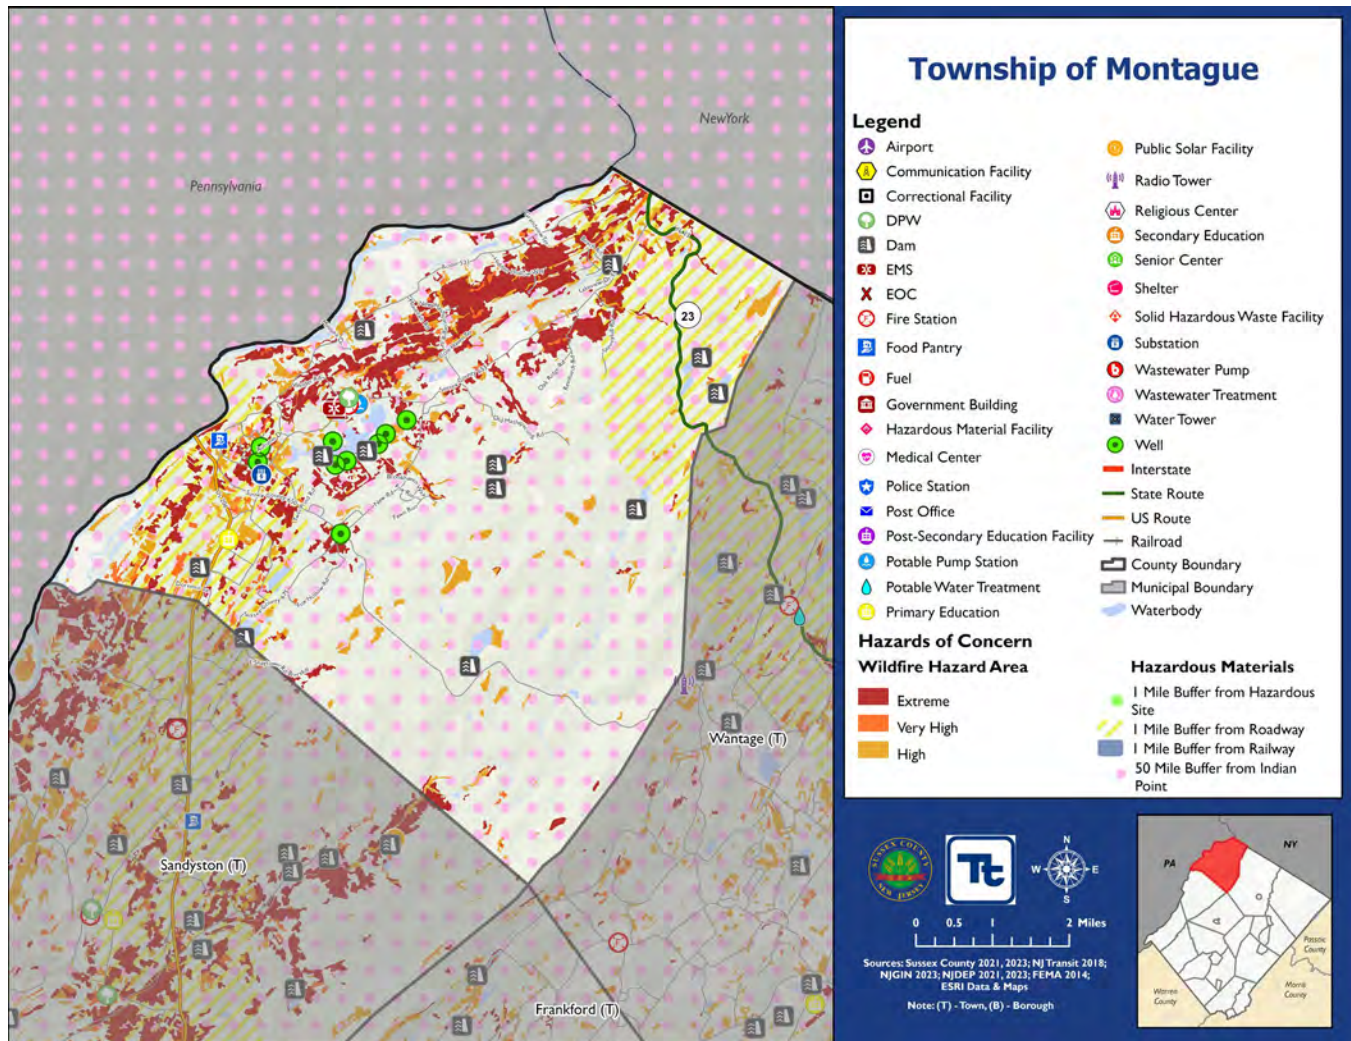 Township of Montague
Legend
Airport
Communication Facility
Correctional Facility
DPW
Dam
EMS
EOC
Fire Station
Food Pantry
Fuel
Government Building
Hazardous Material Facility
Medical Center
Police Station
Post Office
Post-Secondary Education Facility
Potable Pump Station
Potable Water Treatment
Primary Education
Public Solar Facility
Radio Tower
Religious Center
Secondary Education
Senior Center
Shelter
Solid Hazardous Waste Facility
Substation
Wastewater Pump
Wastewater Treatment
Water Tower
Well
Interstate
State Route
US Route
Railroad
County Boundary
Municipal Boundary
Waterbody
Hazards of Concern
Wildfire Hazard Area
Extreme
Very High
High
Hazardous Materials
1 Mile Buffer from Hazardous
Site
1 Mile Buffer from Roadway
1 Mile Buffer from Railway
50 Mile Buffer from Indian
Point
NewYork
Pennsylvania
23
Wantage (T)
Sandyston (T)
Frankford (T)
SUSSEX COUNTY
NEW JERSEY
Tt
N
W
E
S
0 0.5 1 2 Miles
Sources: Sussex County 2021, 2023; NJ Transit 2018;
NJGIN 2023; NJDEP 2021, 2023; FEMA 2014;
ESRI Data & Maps
Note: (T) - Town, (B) - Borough
PA
NY
Passaic
County
Morris
County
Warren
County